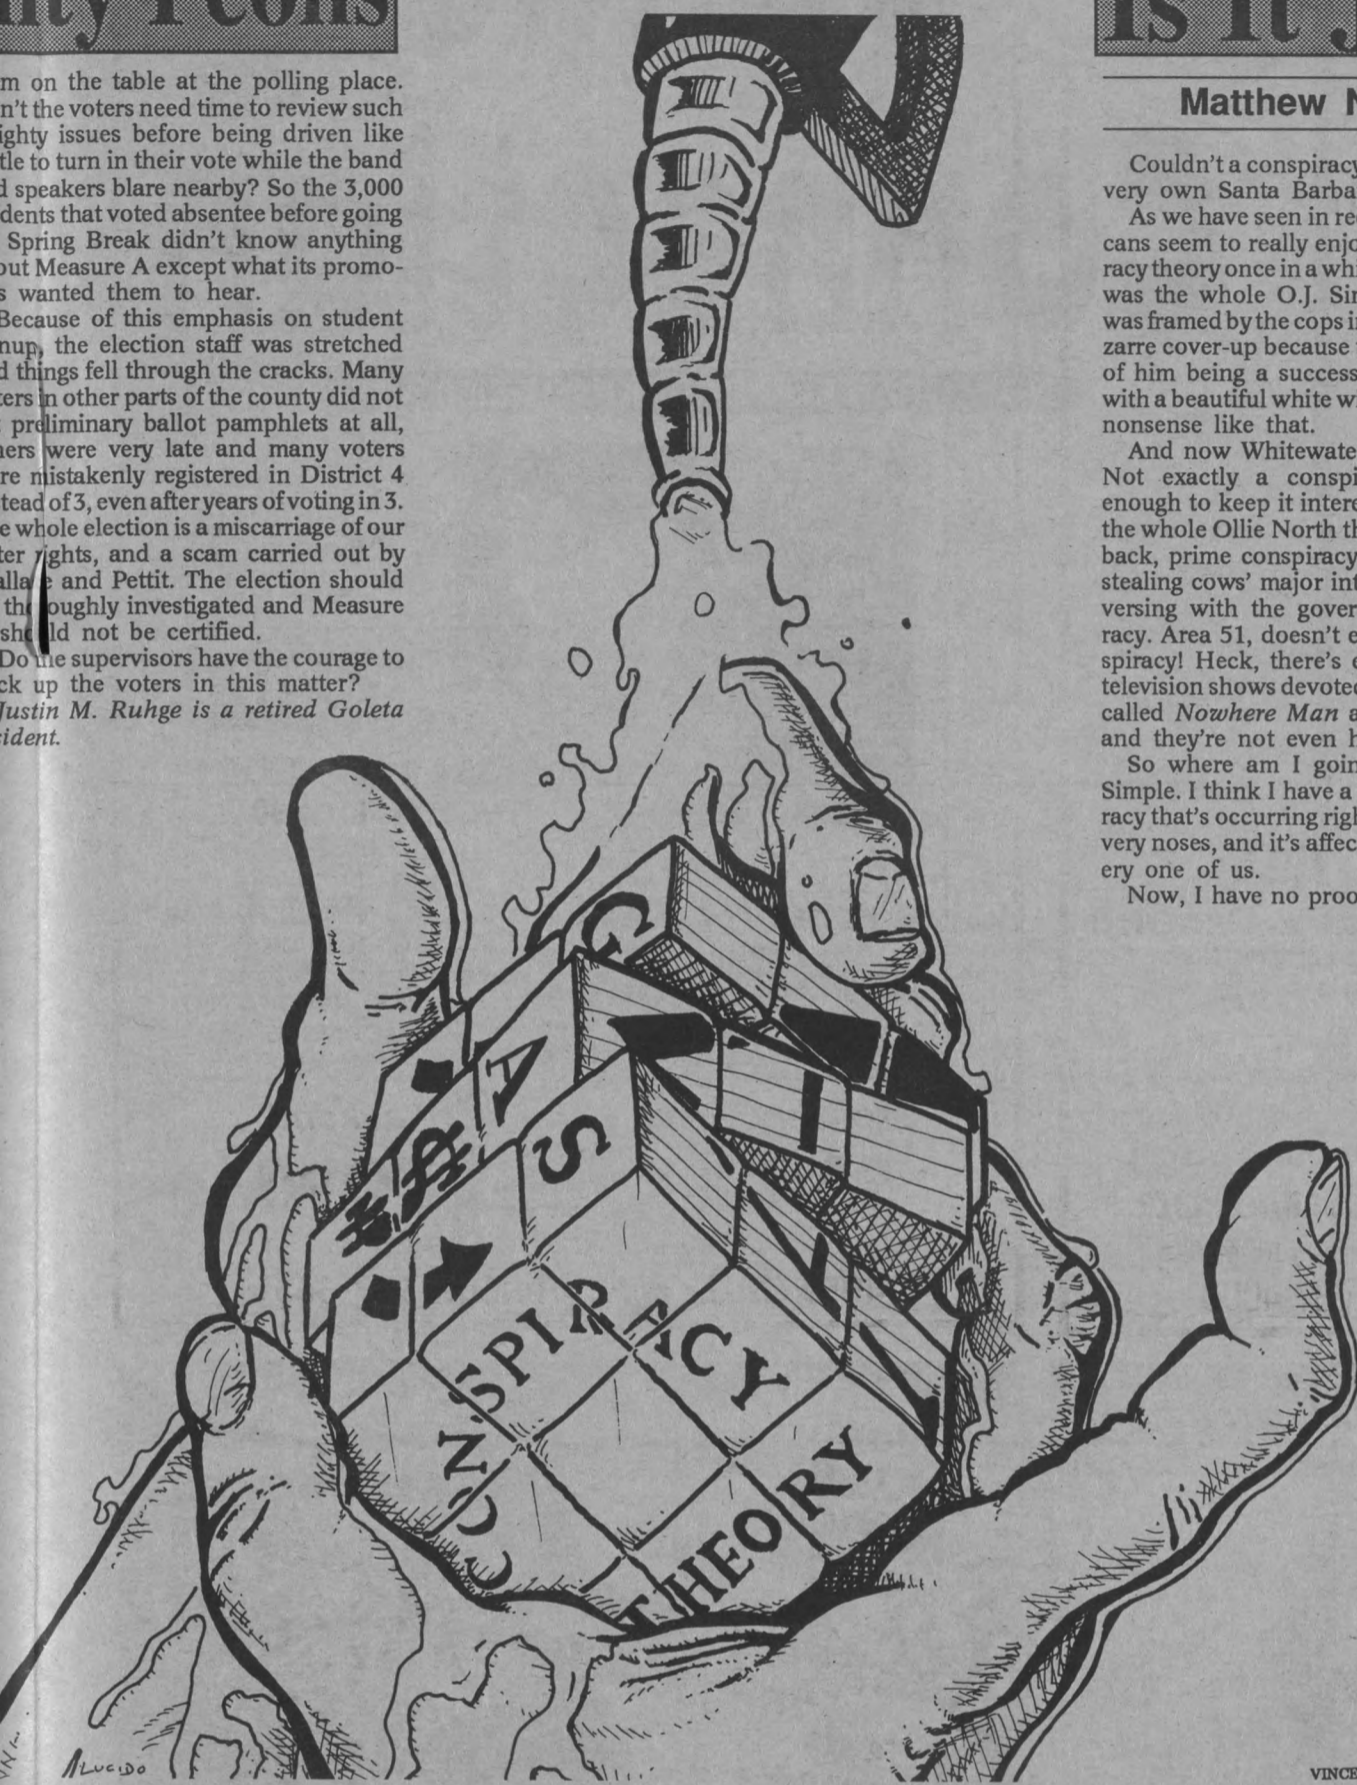 nty Icons
m on the table at the polling place.
n't the voters need time to review such
ighty issues before being driven like
tle to turn in their vote while the band
d speakers blare nearby? So the 3,000
dents that voted absentee before going
Spring Break didn't know anything
out Measure A except what its promo-
s wanted them to hear.
Because of this emphasis on student
nup, the election staff was stretched
d things fell through the cracks. Many
ters in other parts of the county did not
t preliminary ballot pamphlets at all,
hers were very late and many voters
re mistakenly registered in District 4
stead of 3, even after years of voting in 3.
e whole election is a miscarriage of our
ter rights, and a scam carried out by
allace and Pettit. The election should
thoroughly investigated and Measure
should not be certified.
Do the supervisors have the courage to
ck up the voters in this matter?
Justin M. Ruhge is a retired Goleta
sident.
G
A
S
$
CONSPIRACY
THEORY
ALUCIDO
Is It J
Matthew N
Couldn't a conspiracy
very own Santa Barba
As we have seen in re
cans seem to really enjo
racy theory once in a whi
was the whole O.J. Sim
was framed by the cops i
zarre cover-up because
of him being a success
with a beautiful white w
nonsense like that.
And now Whitewate
Not exactly a conspi
enough to keep it intere
the whole Ollie North th
back, prime conspiracy
stealing cows' major int
versing with the gover
racy. Area 51, doesn't e
spiracy! Heck, there's
television shows devoted
called Nowhere Man a
and they're not even h
So where am I goin
Simple. I think I have a
racy that's occurring righ
very noses, and it's affec
ery one of us.
Now, I have no proo
VINCE